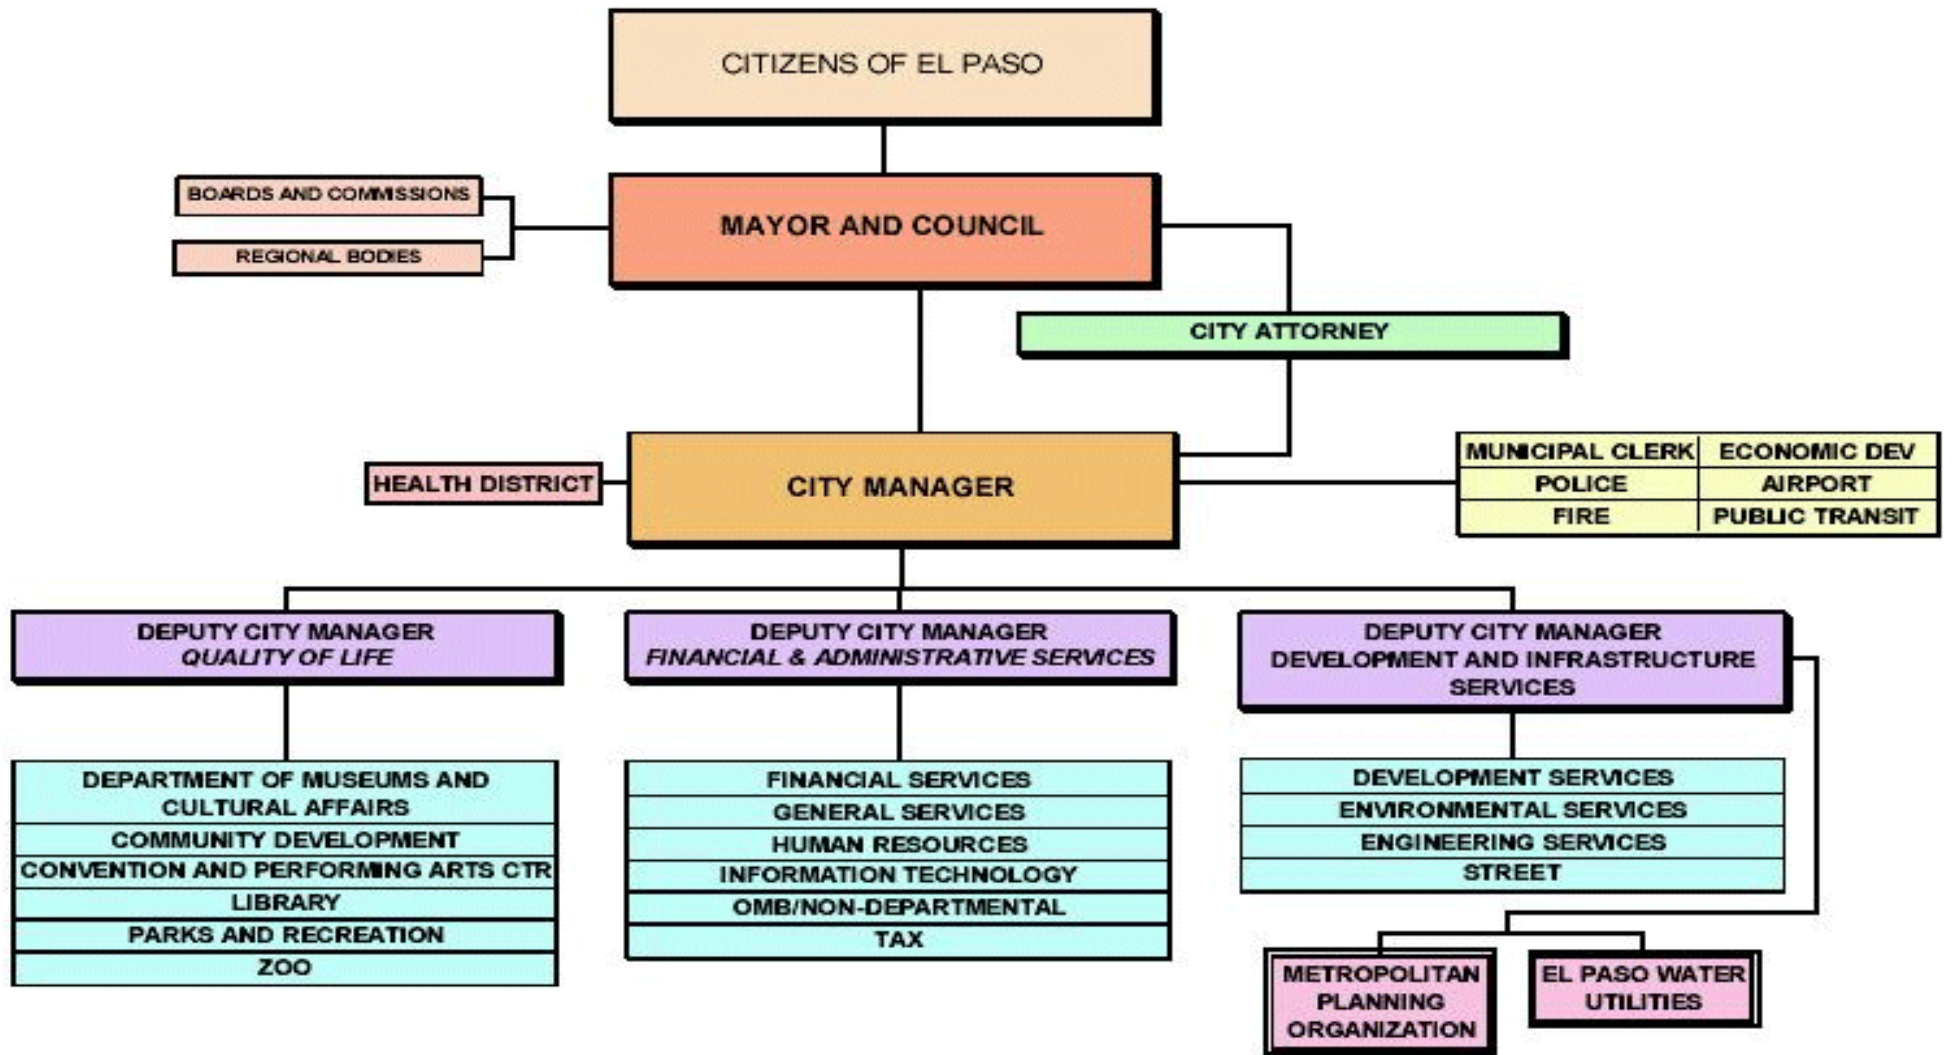 CITIZENS OF EL PASO
BOARDS AND COMMISSIONS
REGIONAL BODIES
MAYOR AND COUNCIL
CITY ATTORNEY
HEALTH DISTRICT
CITY MANAGER
MUNICIPAL CLERK ECONOMIC DEV
POLICE AIRPORT
FIRE PUBLIC TRANSIT
DEPUTY CITY MANAGER
QUALITY OF LIFE
DEPARTMENT OF MUSEUMS AND
CULTURAL AFFAIRS
COMMUNITY DEVELOPMENT
CONVENTION AND PERFORMING ARTS CTR
LIBRARY
PARKS AND RECREATION
ZOO
DEPUTY CITY MANAGER
FINANCIAL & ADMINISTRATIVE SERVICES
FINANCIAL SERVICES
GENERAL SERVICES
HUMAN RESOURCES
INFORMATION TECHNOLOGY
OMB/NON-DEPARTMENTAL
TAX
DEPUTY CITY MANAGER
DEVELOPMENT AND INFRASTRUCTURE
SERVICES
DEVELOPMENT SERVICES
ENVIRONMENTAL SERVICES
ENGINEERING SERVICES
STREET
METROPOLITAN
PLANNING
ORGANIZATION
EL PASO WATER
UTILITIES